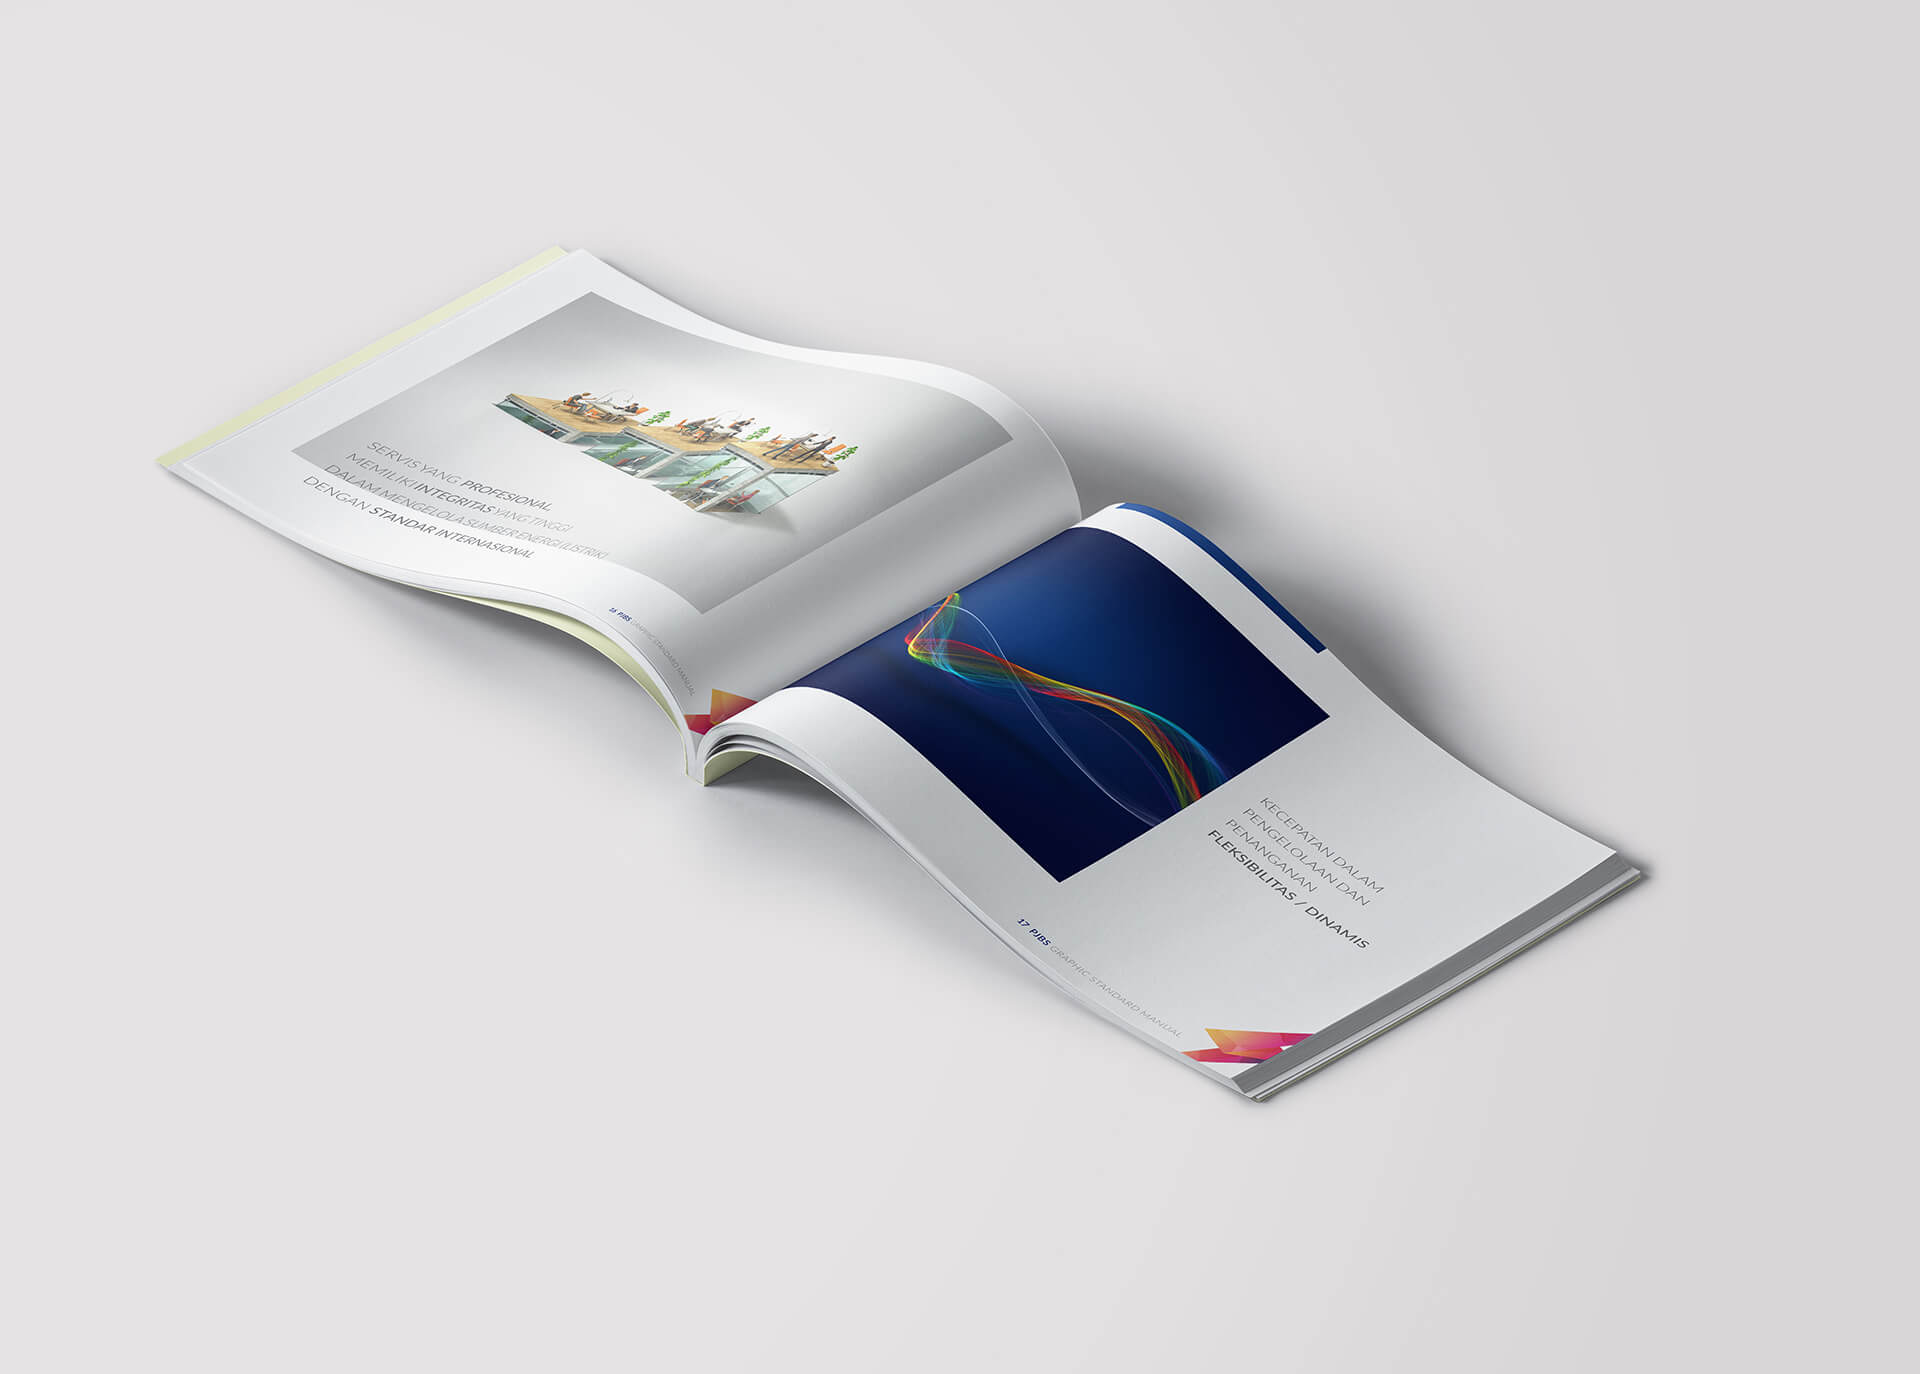 SERVIS YANG PROFESIONAL
MEMILIKI INTEGRITAS YANG TINGGI
DALAM MENGELOLA SUMBER ENERGI (LISTRIK)
DENGAN STANDAR INTERNASIONAL
16 PJBS GRAPHIC STANDARD MANUAL
KECEPATAN DALAM
PENGELOLAAN DAN
PENANGANAN
FLEKSIBILITAS / DINAMIS
17 PJBS GRAPHIC STANDARD MANUAL